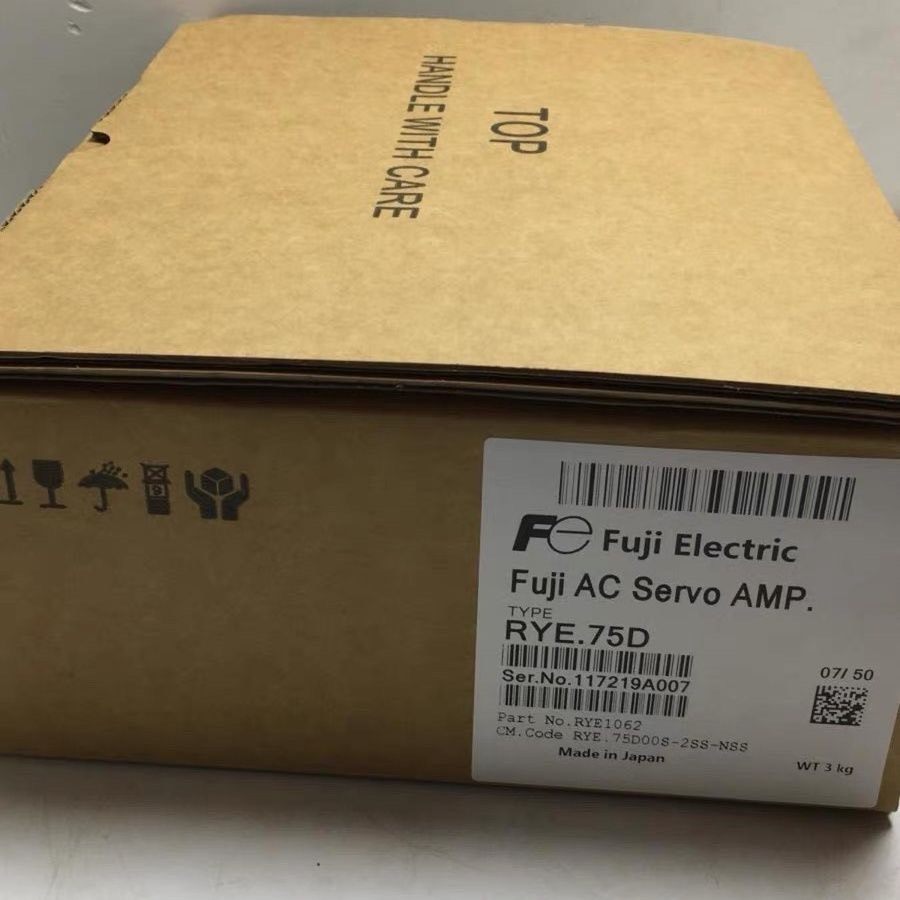 TOP
HANDLE WITH CARE
Fe Fuji Electric
Fuji AC Servo AMP.
TYPE
RYE.75D
Ser.No.117219A007
07/ 50
Part No.RYE1062
CM.Code RYE.75D00S-2SS-NSS
Made in Japan
WT 3 kg
9